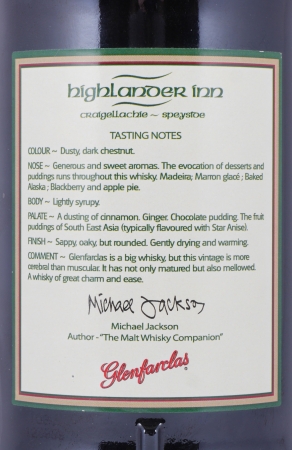 highlander inn
craigellachie ~ speyside
TASTING NOTES
COLOUR ~ Dusty, dark chestnut.
NOSE ~ Generous and sweet aromas. The evocation of desserts and
puddings runs throughout this whisky. Madeira; Marron glacé ; Baked
Alaska ; Blackberry and apple pie.
BODY ~ Lightly syrupy.
PALATE ~ A dusting of cinnamon. Ginger. Chocolate pudding. The fruit
puddings of South East Asia (typically flavoured with Star Anise).
FINISH ~ Sappy, oaky, but rounded. Gently drying and warming.
COMMENT ~ Glenfarclas is a big whisky, but this vintage is more
cerebral than muscular. It has not only matured but also mellowed.
A whisky of great charm and ease.
Michael Jackson
Michael Jackson
Author - "The Malt Whisky Companion"
Glenfarclas